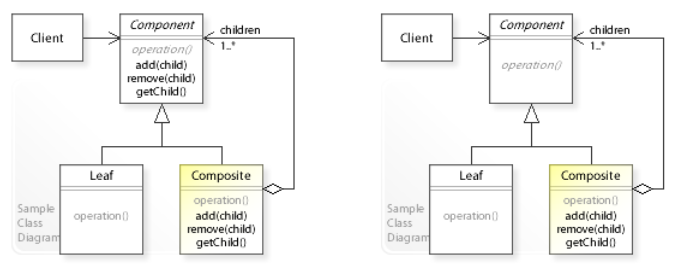 Component
children
Client
1..*
operation()
add(child)
remove(child)
getChild()
Leaf
Composite
operation()
operation()
add(child)
remove(child)
getChild()
Sample
Class
Diagram
Component
children
Client
1..*
operation()
Leaf
Composite
operation()
operation()
add(child)
remove(child)
getChild()
Sample
Class
Diagram